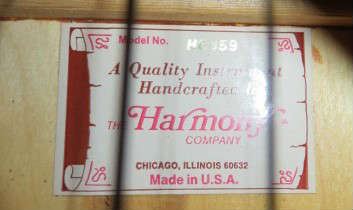 Model No.
A Quality Instrument
Handcrafted
THE Harmony
COMPANY
CHICAGO, ILLINOIS 60632
Made in U.S.A.